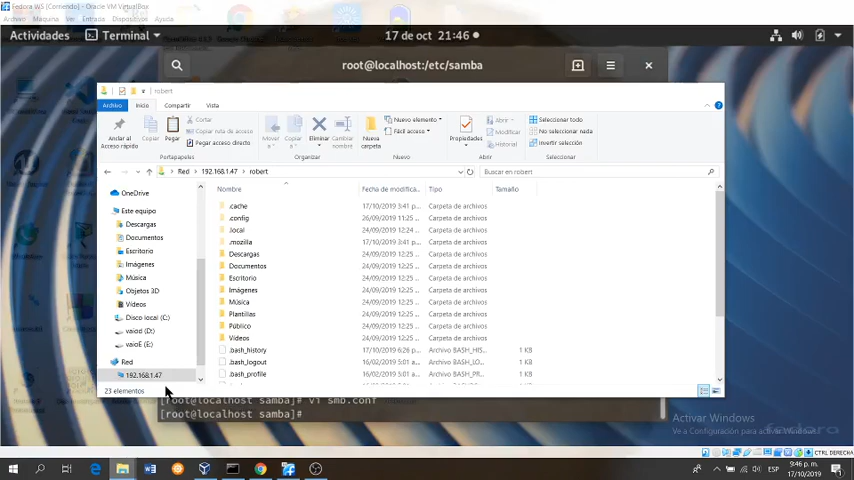 Fedora WS (Corriendo) - Oracle VM VirtualBox
Archivo Máquina Ver Entrada Dispositivos Ayuda
Actividades Terminal 17 de oct 21:46
root@localhost:/etc/samba
robert
Archivo Inicio Compartir Vista
Anclar al
Acceso rápido
Copiar
Pegar
Cortar
Copiar ruta de acceso
Pegar acceso directo
Portapapeles
Mover
a
Copiar
a
Eliminar
Cambiar
nombre
Organizar
Nueva
carpeta
Nuevo elemento
Fácil acceso
Nuevo
Propiedades
Abrir
Modificar
Historial
Abrir
Seleccionar todo
No seleccionar nada
Invertir selección
Seleccionar
Red 192.168.1.47 robert
Buscar en robert
OneDrive
Este equipo
Descargas
Documentos
Escritorio
Imágenes
Música
Objetos 3D
Vídeos
Disco local (C:)
vaiod (D:)
vaioE (E:)
Red
192.168.1.47
Nombre Fecha de modifica... Tipo Tamaño
.cache 17/10/2019 3:41 p... Carpeta de archivos
.config 26/09/2019 11:25 ... Carpeta de archivos
.local 24/09/2019 12:24 ... Carpeta de archivos
.mozilla 17/10/2019 3:41 p... Carpeta de archivos
Descargas 24/09/2019 12:25 ... Carpeta de archivos
Documentos 24/09/2019 12:25 ... Carpeta de archivos
Escritorio 24/09/2019 12:25 ... Carpeta de archivos
Imágenes 24/09/2019 12:25 ... Carpeta de archivos
Música 24/09/2019 12:25 ... Carpeta de archivos
Plantillas 24/09/2019 12:25 ... Carpeta de archivos
Público 24/09/2019 12:25 ... Carpeta de archivos
Vídeos 24/09/2019 12:25 ... Carpeta de archivos
.bash_history 17/10/2019 6:26 p... Archivo BASH_HIS... 1 KB
.bash_logout 16/02/2019 5:01 a... Archivo BASH_LO... 1 KB
.bash_profile 16/02/2019 5:01 a... Archivo BASH_PR... 1 KB
23 elementos
[root@localhost samba]# vi smb.conf
[root@localhost samba]#
Activar Windows
Ve a Configuración para activar Windows.
fedora
CTRL DERECHA
ESP
9:46 p. m.
17/10/2019